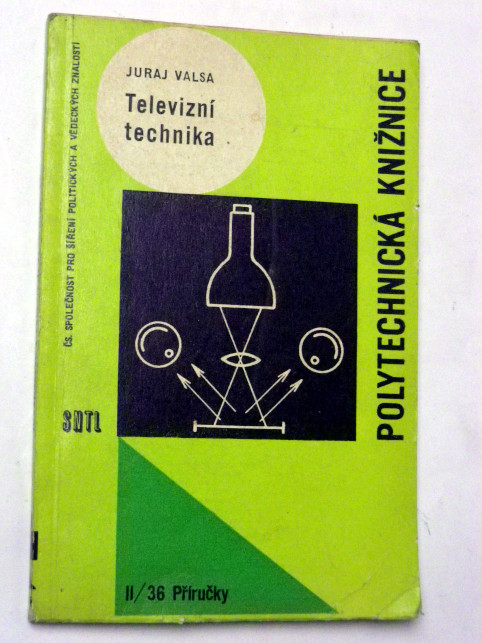 JURAJ VALSA
Televizní
technika
POLYTECHNICKÁ KNIŽNICE
ČS. SPOLEČNOST PRO ŠÍŘENÍ POLITICKÝCH A VĚDECKÝCH ZNALOSTÍ
SNTL
II/36 Příručky